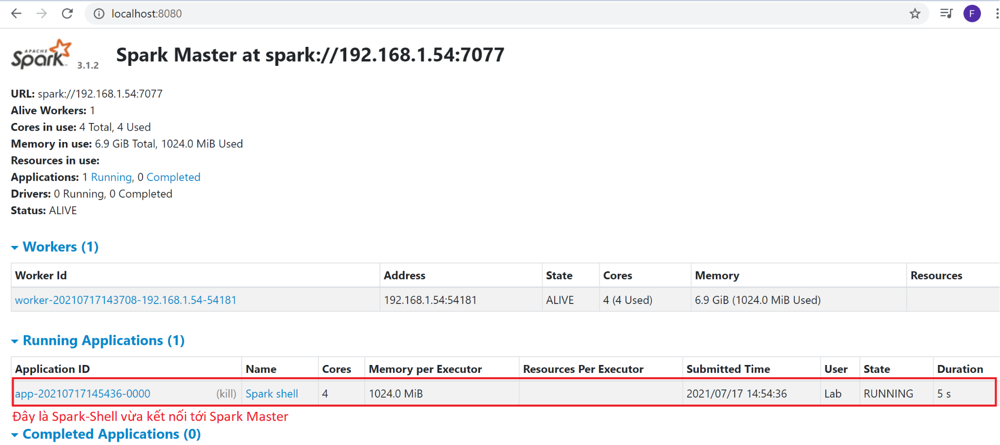 localhost:8080
F
APACHE
Spark 3.1.2
Spark Master at spark://192.168.1.54:7077
URL: spark://192.168.1.54:7077
Alive Workers: 1
Cores in use: 4 Total, 4 Used
Memory in use: 6.9 GiB Total, 1024.0 MiB Used
Resources in use:
Applications: 1 Running, 0 Completed
Drivers: 0 Running, 0 Completed
Status: ALIVE
Workers (1)
Worker Id Address State Cores Memory Resources
worker-20210717143708-192.168.1.54-54181 192.168.1.54:54181 ALIVE 4 (4 Used) 6.9 GiB (1024.0 MiB Used)
Running Applications (1)
Application ID Name Cores Memory per Executor Resources Per Executor Submitted Time User State Duration
app-20210717145436-0000 (kill) Spark shell 4 1024.0 MiB 2021/07/17 14:54:36 Lab RUNNING 5 s
Đây là Spark-Shell vừa kết nối tới Spark Master
Completed Applications (0)